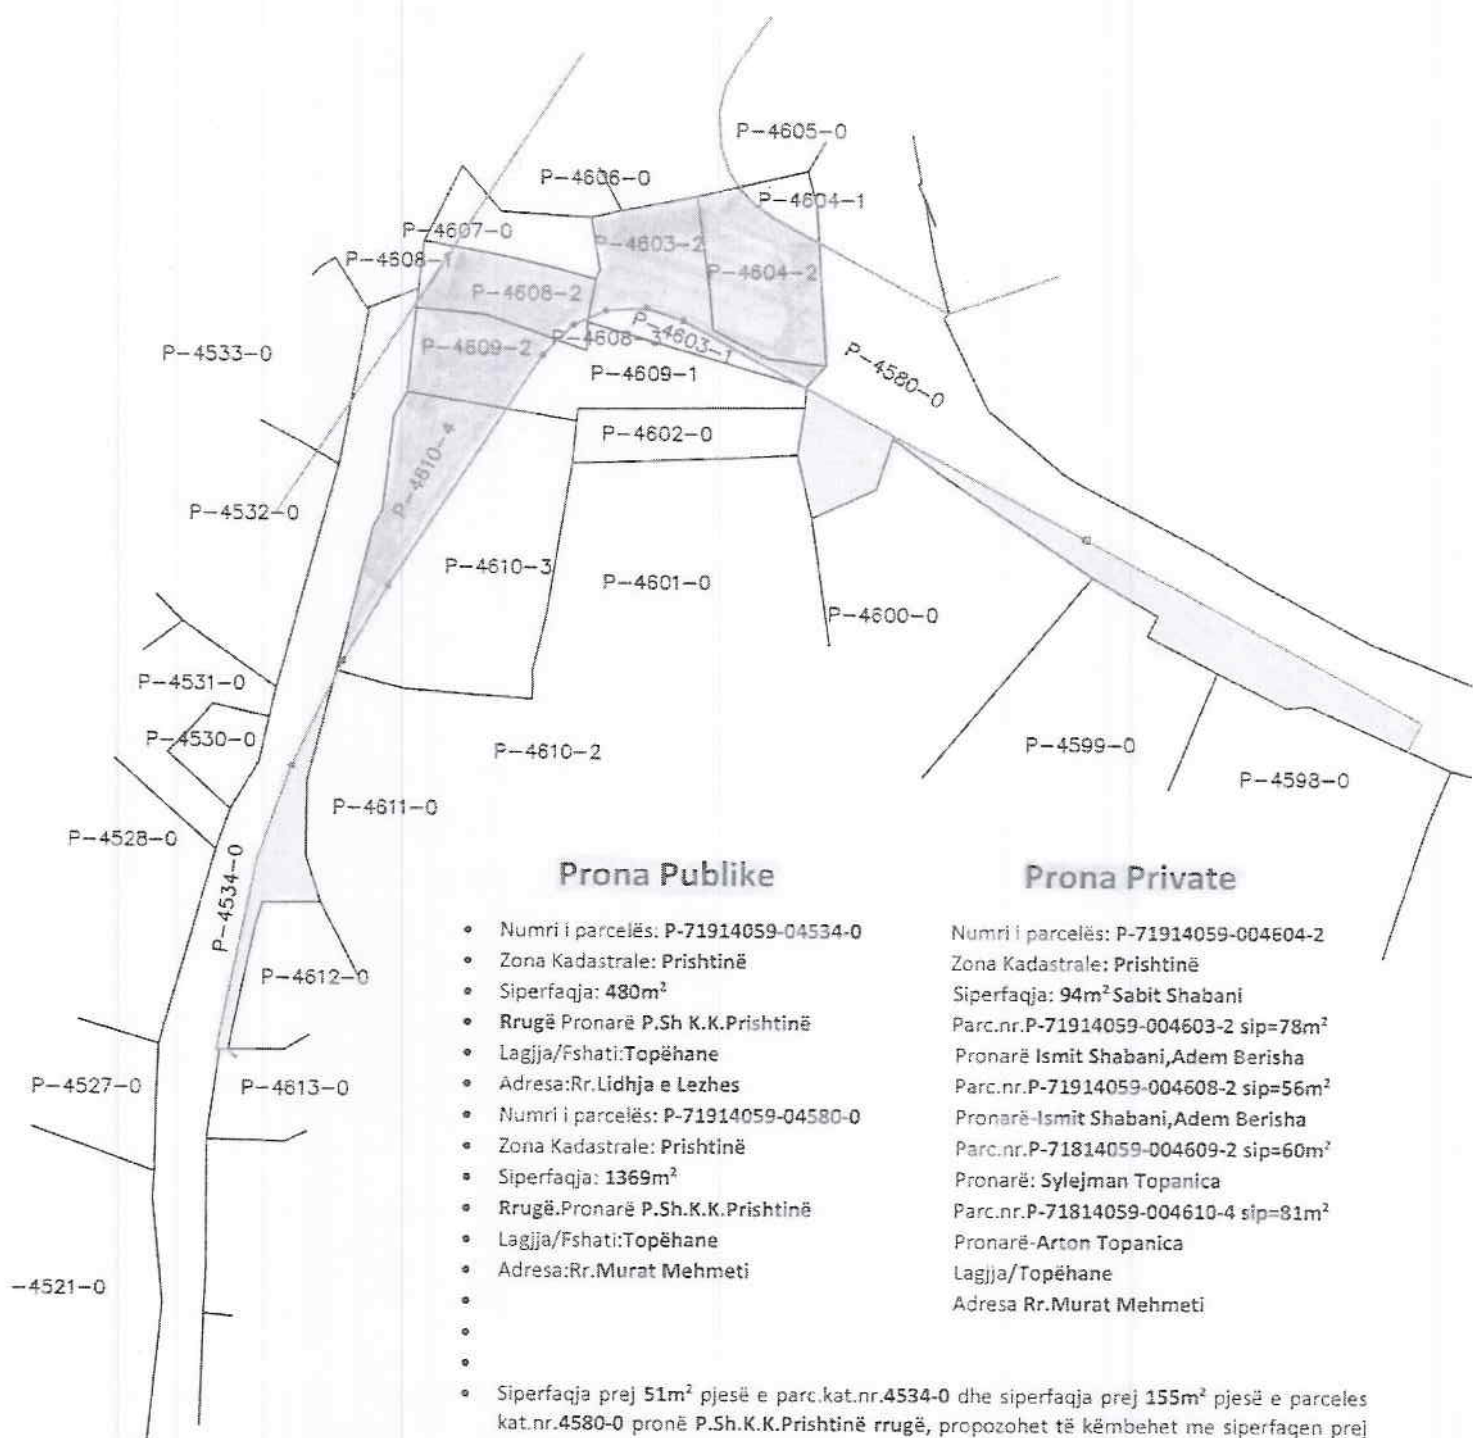 P-4605-0
P-4606-0
P-4604-1
P-4607-0
P-4603-2
P-4608-1
P-4604-2
P-4608-2
P-4603-1
P-4608-3
P-4609-2
P-4533-0
P-4609-1
P-4580-0
P-4602-0
P-4610-4
P-4532-0
P-4610-3
P-4601-0
P-4600-0
P-4531-0
P-4530-0
P-4610-2
P-4599-0
P-4598-0
P-4611-0
P-4528-0
P-4534-0
P-4612-0
P-4527-0
P-4613-0
-4521-0
Prona Publike
• Numri i parcelës: P-71914059-04534-0
• Zona Kadastrale: Prishtinë
• Siperfaqja: 480m²
• Rrugë Pronarë P.Sh K.K.Prishtinë
• Lagjja/Fshati:Topëhane
• Adresa:Rr.Lidhja e Lezhes
• Numri i parcelës: P-71914059-04580-0
• Zona Kadastrale: Prishtinë
• Siperfaqja: 1369m²
• Rrugë.Pronarë P.Sh.K.K.Prishtinë
• Lagjja/Fshati:Topëhane
• Adresa:Rr.Murat Mehmeti
Prona Private
Numri i parcelës: P-71914059-004604-2
Zona Kadastrale: Prishtinë
Siperfaqja: 94m² Sabit Shabani
Parc.nr.P-71914059-004603-2 sip=78m²
Pronarë Ismit Shabani,Adem Berisha
Parc.nr.P-71914059-004608-2 sip=56m²
Pronarë-Ismit Shabani,Adem Berisha
Parc.nr.P-71814059-004609-2 sip=60m²
Pronarë: Sylejman Topanica
Parc.nr.P-71814059-004610-4 sip=81m²
Pronarë-Arton Topanica
Lagjja/Topëhane
Adresa Rr.Murat Mehmeti
• Siperfaqja prej 51m² pjesë e parc.kat.nr.4534-0 dhe siperfaqja prej 155m² pjesë e parceles
kat.nr.4580-0 pronë P.Sh.K.K.Prishtinë rrugë, propozohet të këmbehet me siperfaqen prej